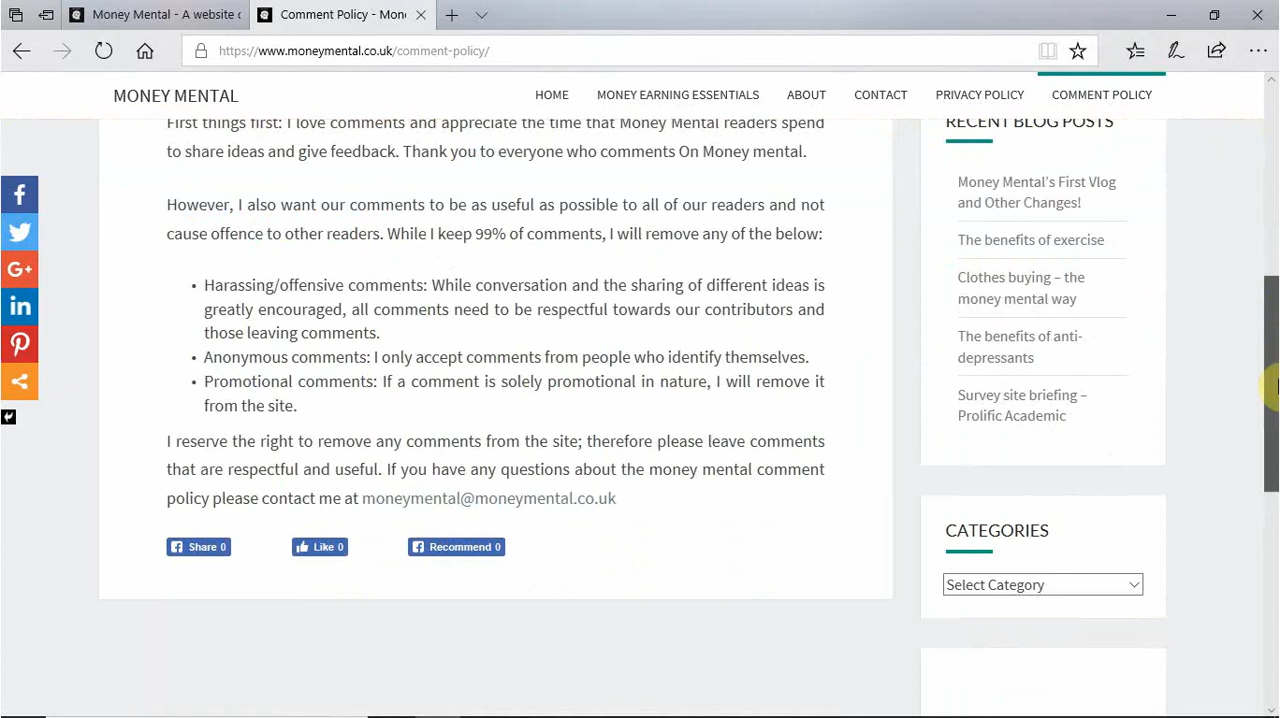 Money Mental - A website o
Comment Policy - Mon
https://www.moneymental.co.uk/comment-policy/
MONEY MENTAL
HOME
MONEY EARNING ESSENTIALS
ABOUT
CONTACT
PRIVACY POLICY
COMMENT POLICY
First things first: I love comments and appreciate the time that Money Mental readers spend
to share ideas and give feedback. Thank you to everyone who comments On Money mental.
However, I also want our comments to be as useful as possible to all of our readers and not
cause offence to other readers. While I keep 99% of comments, I will remove any of the below:
• Harassing/offensive comments: While conversation and the sharing of different ideas is
greatly encouraged, all comments need to be respectful towards our contributors and
those leaving comments.
• Anonymous comments: I only accept comments from people who identify themselves.
• Promotional comments: If a comment is solely promotional in nature, I will remove it
from the site.
I reserve the right to remove any comments from the site; therefore please leave comments
that are respectful and useful. If you have any questions about the money mental comment
policy please contact me at moneymental@moneymental.co.uk
Share 0
Like 0
Recommend 0
RECENT BLOG POSTS
Money Mental's First Vlog
and Other Changes!
The benefits of exercise
Clothes buying – the
money mental way
The benefits of anti-
depressants
Survey site briefing –
Prolific Academic
CATEGORIES
Select Category